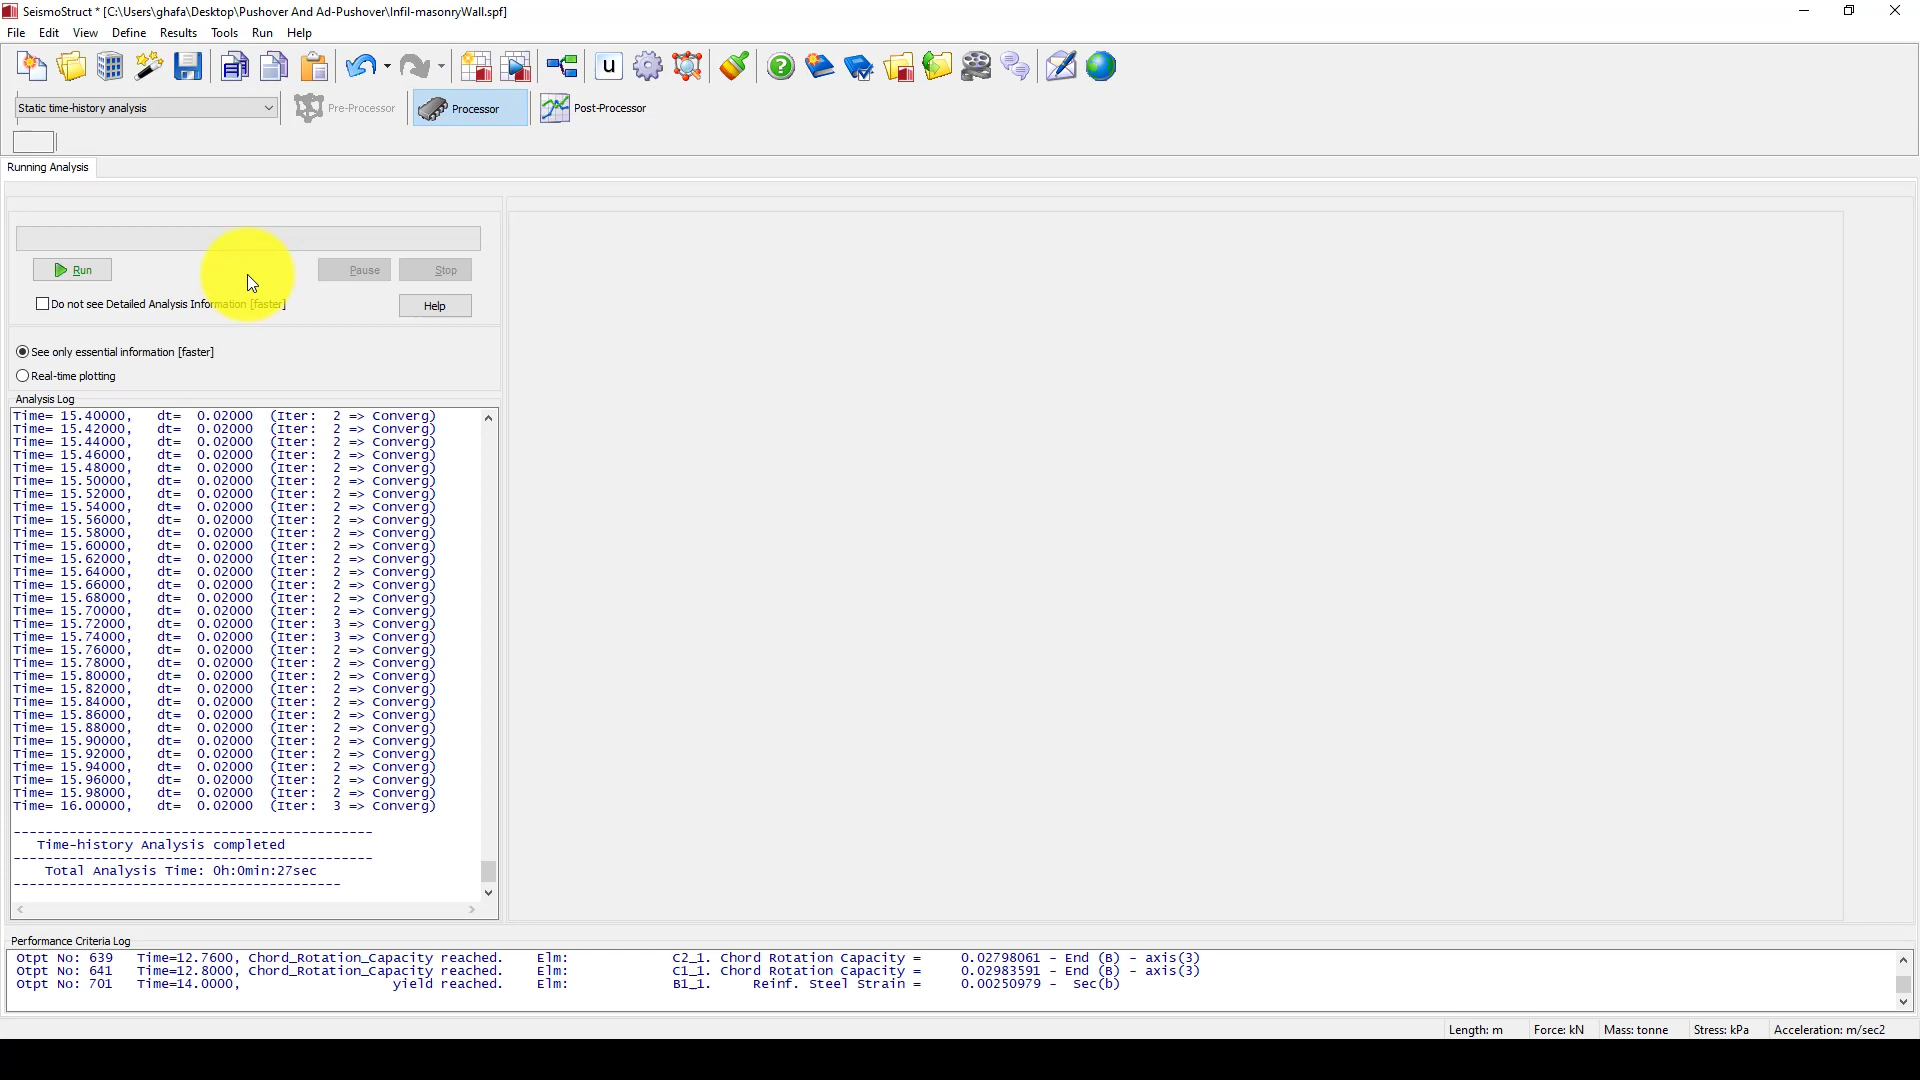 SeismoStruct * [C:\Users\ghafa\Desktop\Pushover And Ad-Pushover\Infil-masonryWall.spf]
File Edit View Define Results Tools Run Help
u
Static time-history analysis Pre-Processor Processor Post-Processor
Running Analysis
Run Pause Stop
Do not see Detailed Analysis Information [faster] Help
See only essential information [faster]
Real-time plotting
Analysis Log
Time= 15.40000, dt= 0.02000 (Iter: 2 => Converg)
Time= 15.42000, dt= 0.02000 (Iter: 2 => Converg)
Time= 15.44000, dt= 0.02000 (Iter: 2 => Converg)
Time= 15.46000, dt= 0.02000 (Iter: 2 => Converg)
Time= 15.48000, dt= 0.02000 (Iter: 2 => Converg)
Time= 15.50000, dt= 0.02000 (Iter: 2 => Converg)
Time= 15.52000, dt= 0.02000 (Iter: 2 => Converg)
Time= 15.54000, dt= 0.02000 (Iter: 2 => Converg)
Time= 15.56000, dt= 0.02000 (Iter: 2 => Converg)
Time= 15.58000, dt= 0.02000 (Iter: 2 => Converg)
Time= 15.60000, dt= 0.02000 (Iter: 2 => Converg)
Time= 15.62000, dt= 0.02000 (Iter: 2 => Converg)
Time= 15.64000, dt= 0.02000 (Iter: 2 => Converg)
Time= 15.66000, dt= 0.02000 (Iter: 2 => Converg)
Time= 15.68000, dt= 0.02000 (Iter: 2 => Converg)
Time= 15.70000, dt= 0.02000 (Iter: 2 => Converg)
Time= 15.72000, dt= 0.02000 (Iter: 3 => Converg)
Time= 15.74000, dt= 0.02000 (Iter: 3 => Converg)
Time= 15.76000, dt= 0.02000 (Iter: 2 => Converg)
Time= 15.78000, dt= 0.02000 (Iter: 2 => Converg)
Time= 15.80000, dt= 0.02000 (Iter: 2 => Converg)
Time= 15.82000, dt= 0.02000 (Iter: 2 => Converg)
Time= 15.84000, dt= 0.02000 (Iter: 2 => Converg)
Time= 15.86000, dt= 0.02000 (Iter: 2 => Converg)
Time= 15.88000, dt= 0.02000 (Iter: 2 => Converg)
Time= 15.90000, dt= 0.02000 (Iter: 2 => Converg)
Time= 15.92000, dt= 0.02000 (Iter: 2 => Converg)
Time= 15.94000, dt= 0.02000 (Iter: 2 => Converg)
Time= 15.96000, dt= 0.02000 (Iter: 2 => Converg)
Time= 15.98000, dt= 0.02000 (Iter: 2 => Converg)
Time= 16.00000, dt= 0.02000 (Iter: 3 => Converg)
---------------------------------------------
Time-history Analysis completed
---------------------------------------------
Total Analysis Time: 0h:0min:27sec
-----------------------------------------
Performance Criteria Log
Otpt No: 639 Time=12.7600, Chord_Rotation_Capacity reached. Elm: C2_1. Chord Rotation Capacity = 0.02798061 - End (B) - axis(3)
Otpt No: 641 Time=12.8000, Chord_Rotation_Capacity reached. Elm: C1_1. Chord Rotation Capacity = 0.02983591 - End (B) - axis(3)
Otpt No: 701 Time=14.0000, yield reached. Elm: B1_1. Reinf. Steel Strain = 0.00250979 - Sec(b)
Length: m Force: kN Mass: tonne Stress: kPa Acceleration: m/sec2